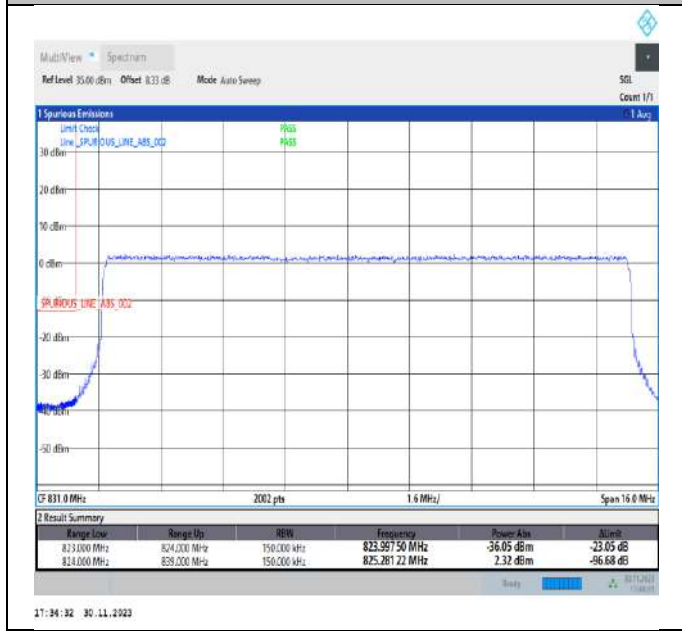 MultiView Spectrum
Ref Level 35.00 dBm Offset 8.33 dB Mode Auto Sweep SGL
Count 1/1
1 Spurious Emissions 1 Avg
Limit Check PASS
Line _SPURIOUS_LINE_ABS_002 PASS
30 dBm
20 dBm
10 dBm
0 dBm
SPURIOUS_LINE_ABS_002
-20 dBm
-30 dBm
-40 dBm
-50 dBm
CF 831.0 MHz 2002 pts 1.6 MHz/ Span 16.0 MHz
2 Result Summary
Range Low Range Up RBW Frequency Power Abs ΔLimit
823.000 MHz 824.000 MHz 150.000 kHz 823.997 50 MHz -36.05 dBm -23.05 dB
824.000 MHz 839.000 MHz 150.000 kHz 825.281 22 MHz 2.32 dBm -96.68 dB
Ready 30.11.2023
17:34:32 30.11.2023